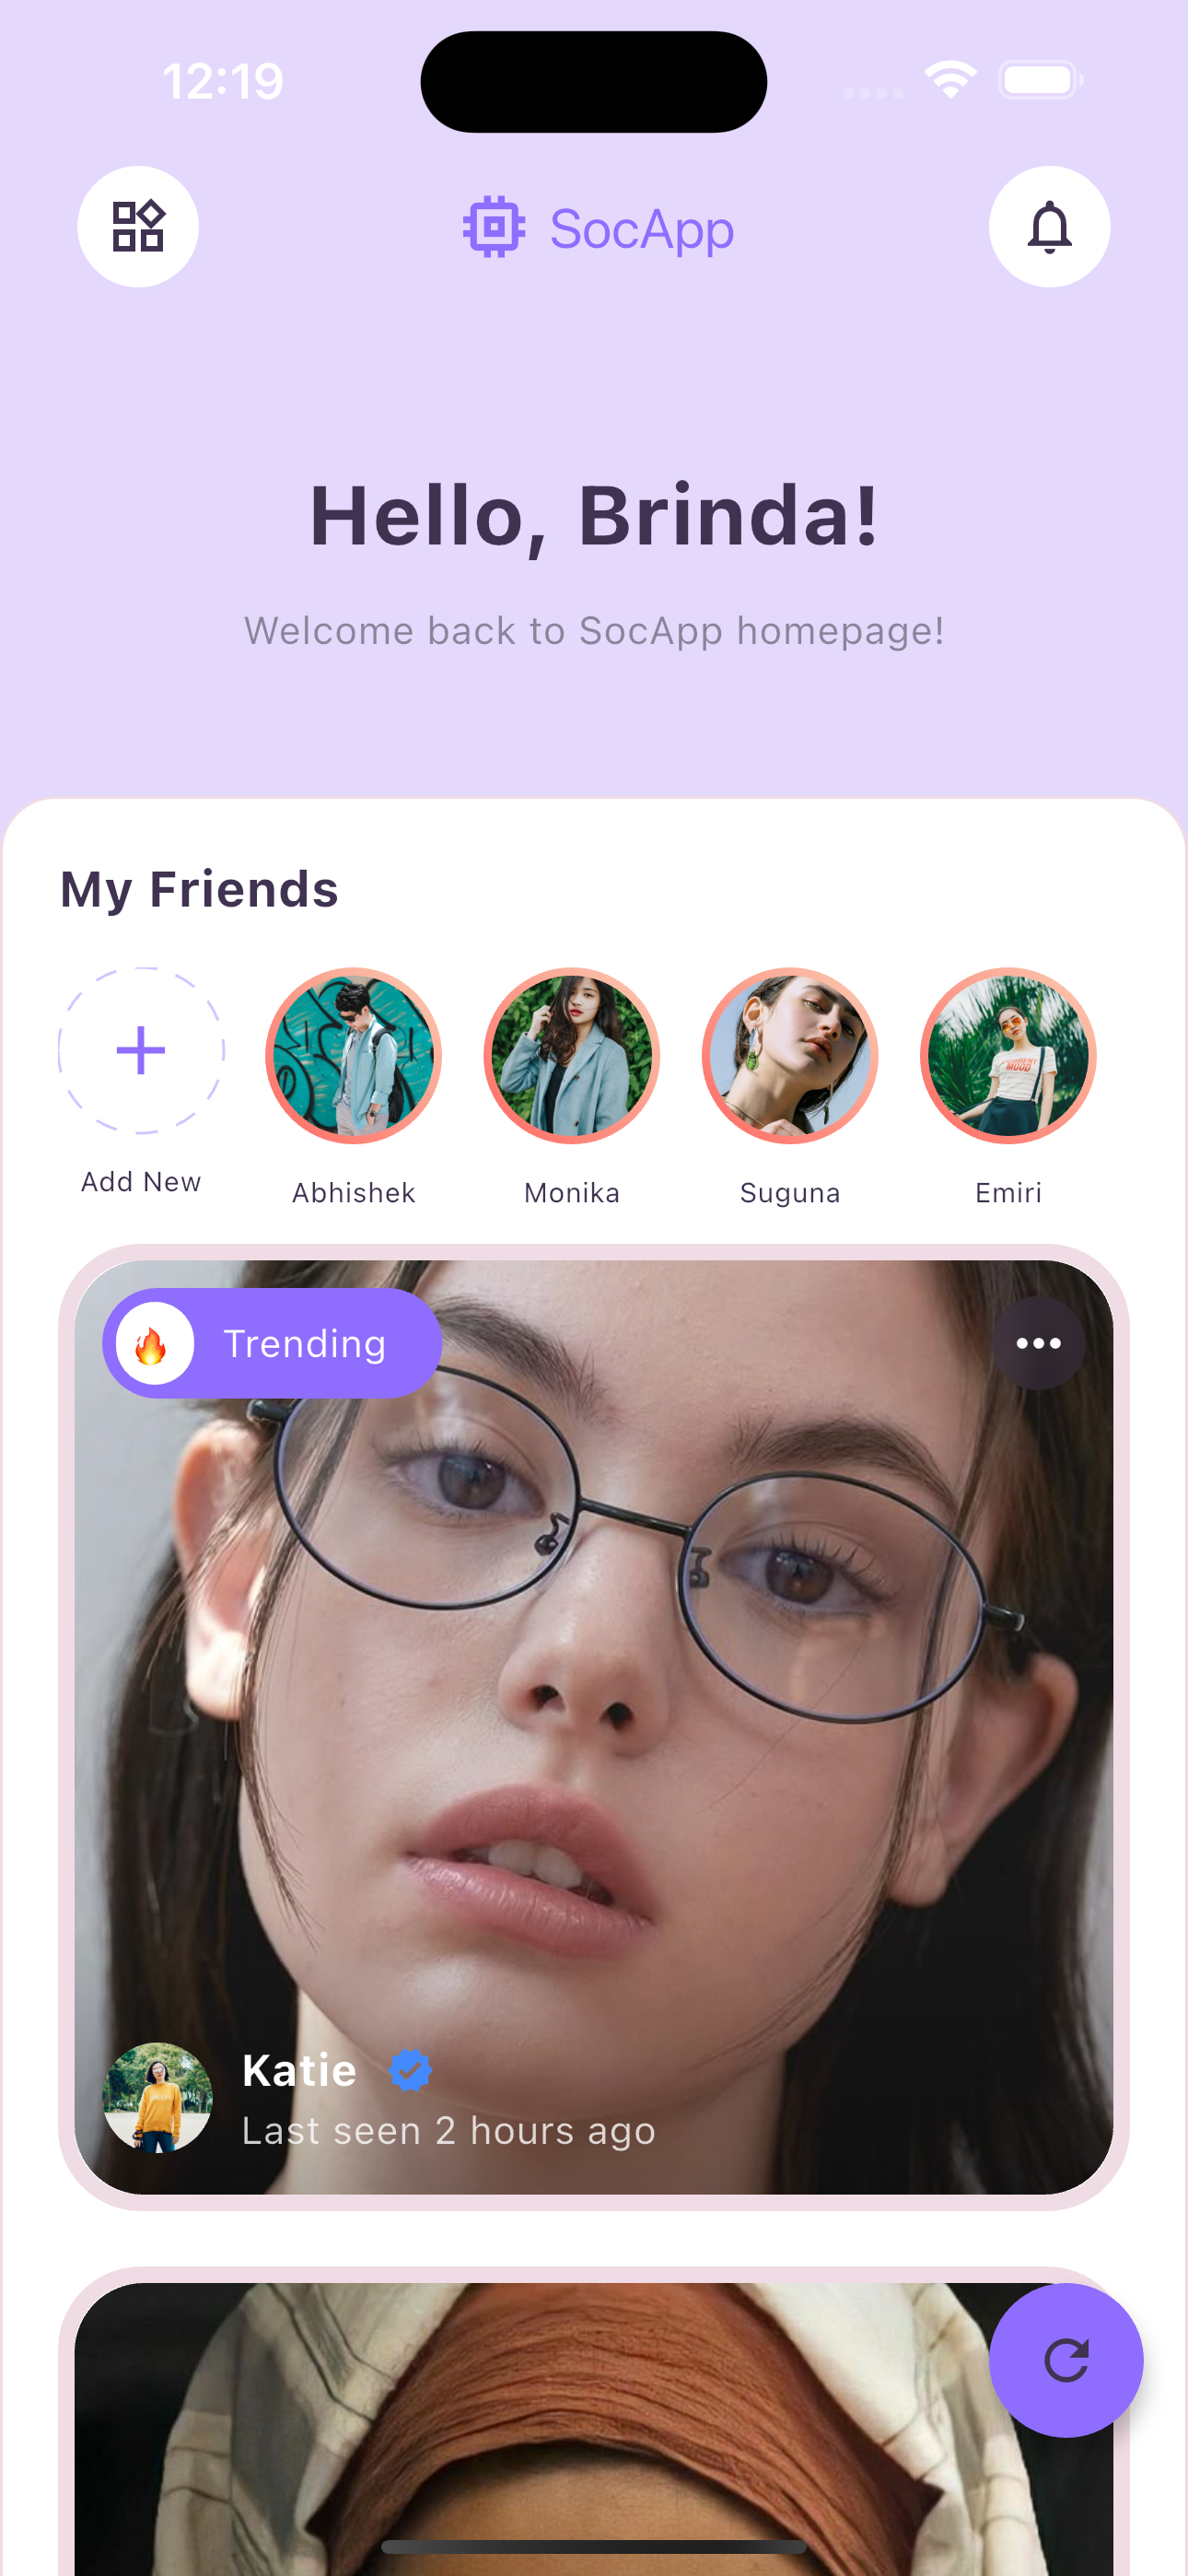 12:19
SocApp
Hello, Brinda!
Welcome back to SocApp homepage!
My Friends
Add New
Abhishek
Monika
Suguna
Emiri
MOOD
Trending
Katie
Last seen 2 hours ago